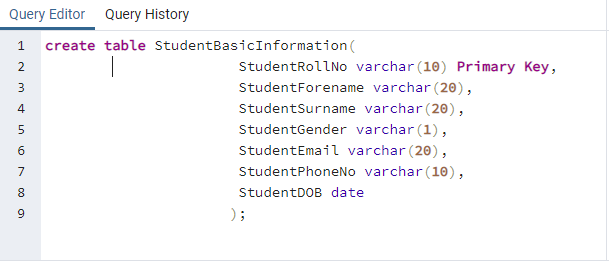 Query Editor Query History
1 create table StudentBasicInformation(
2 StudentRollNo varchar(10) Primary Key,
3 StudentForename varchar(20),
4 StudentSurname varchar(20),
5 StudentGender varchar(1),
6 StudentEmail varchar(20),
7 StudentPhoneNo varchar(10),
8 StudentDOB date
9 );